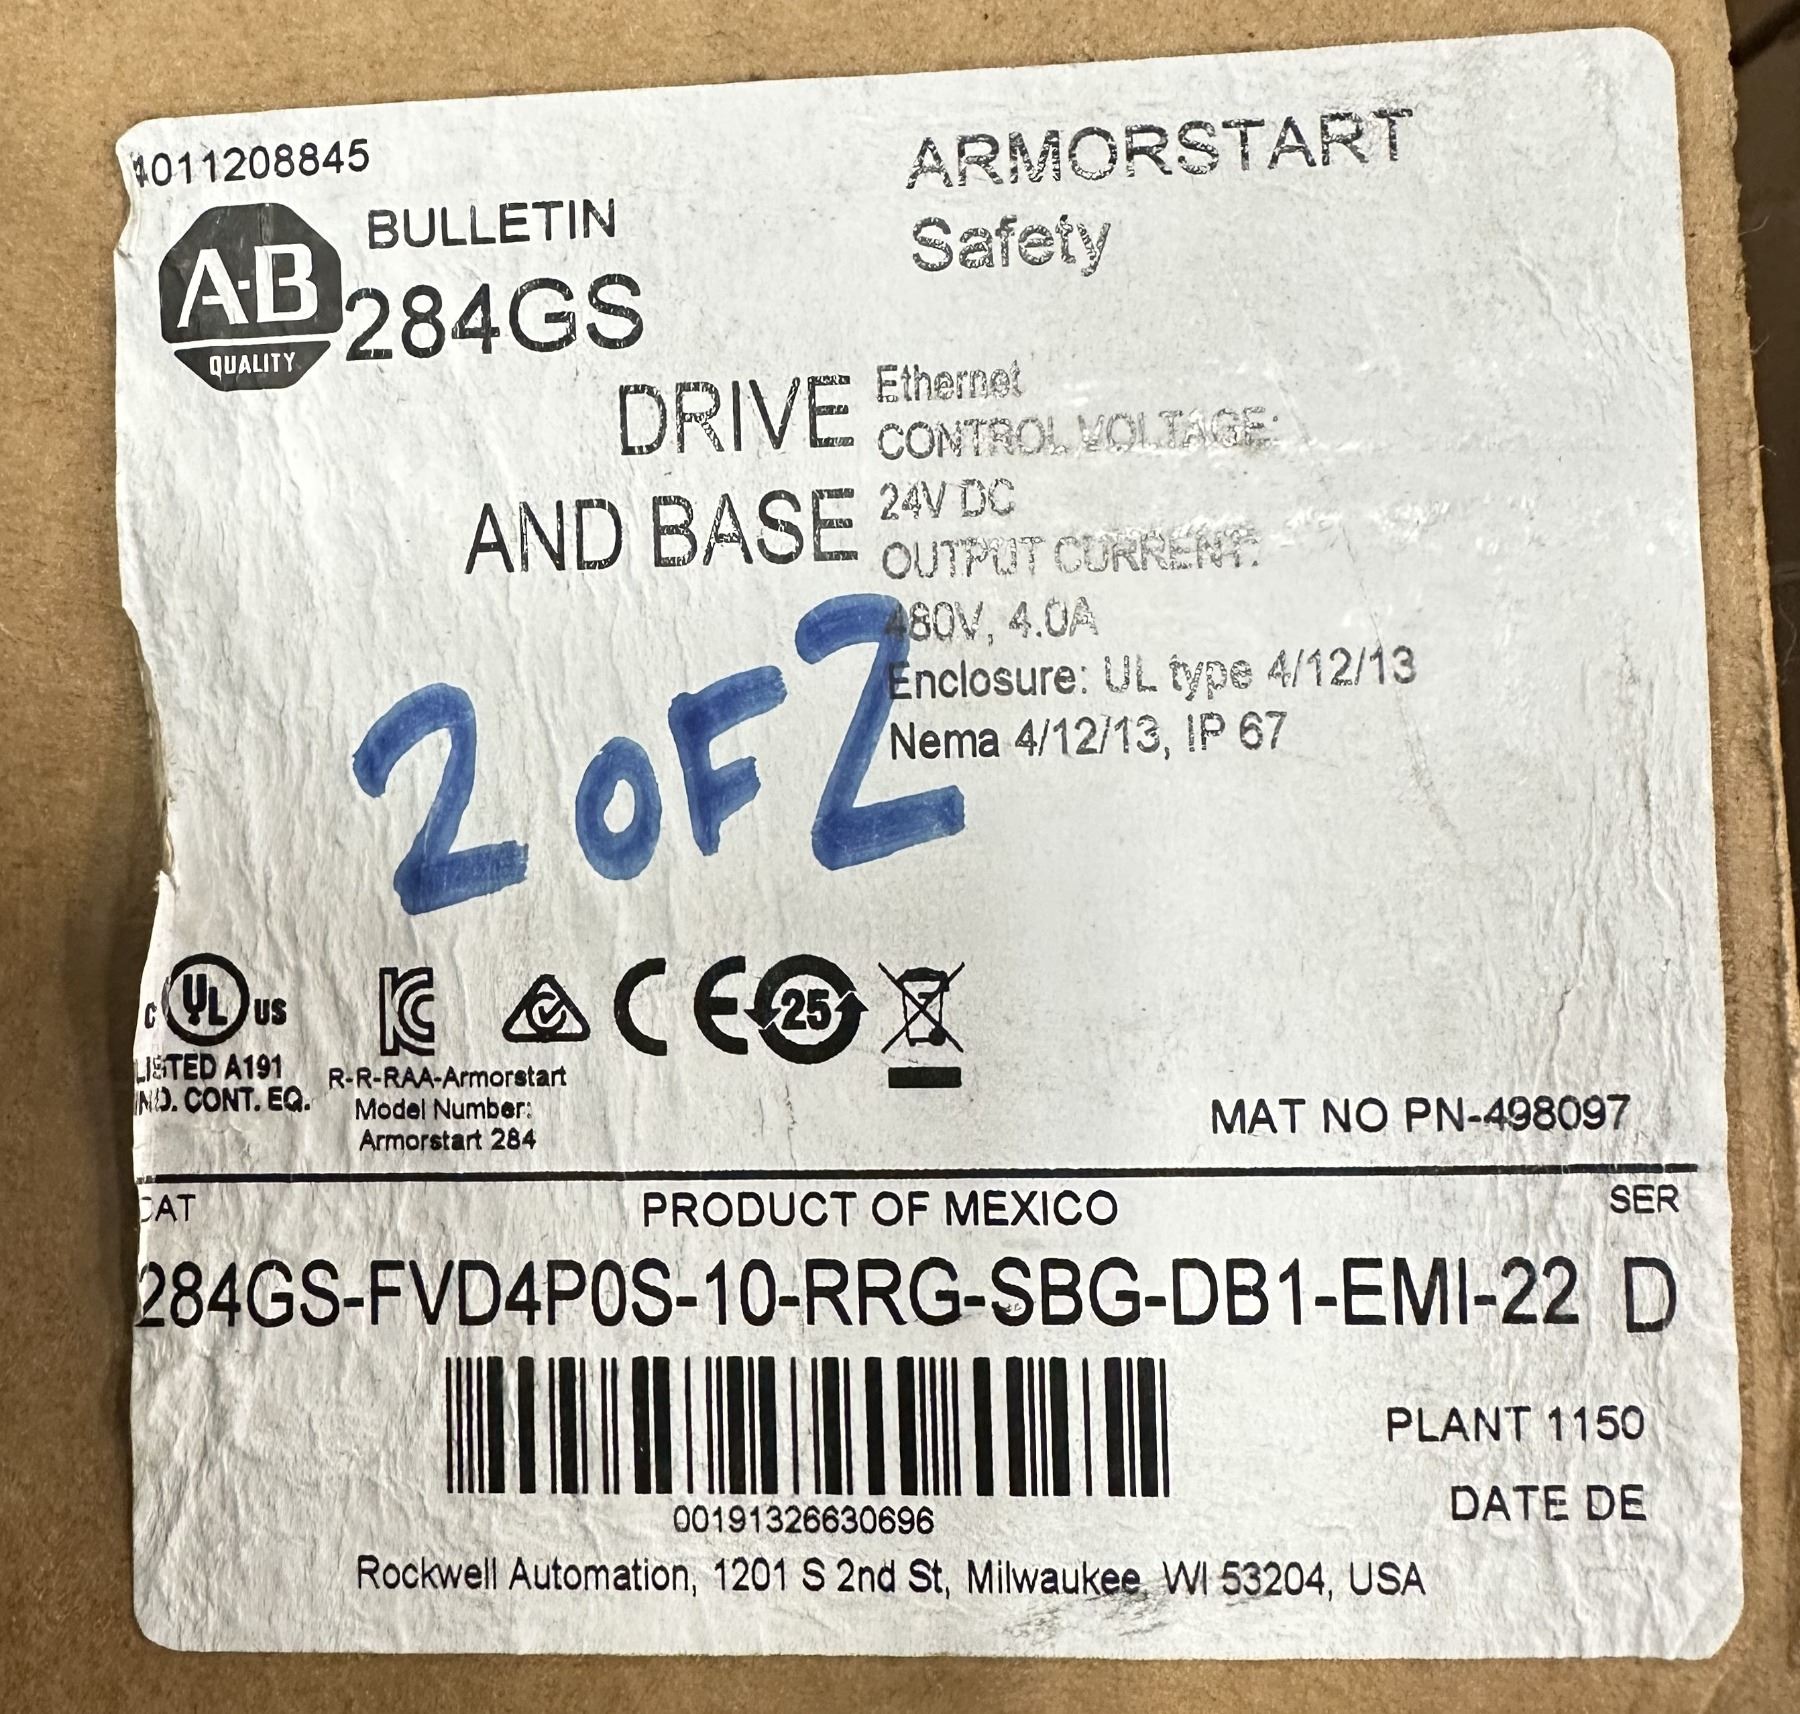 1011208845
ARMORSTART
Safety
A-B
QUALITY
BULLETIN
284GS
DRIVE
AND BASE
Ethernet
CONTROL VOLTAGE:
24V DC
OUTPUT CURRENT:
480V, 4.0A
Enclosure: UL type 4/12/13
Nema 4/12/13, IP 67
2 OF 2
C UL US
LISTED A191
IND. CONT. EQ.
KC
R-R-RAA-Armorstart
Model Number:
Armorstart 284
CE
25
MAT NO PN-498097
CAT
PRODUCT OF MEXICO
SER
284GS-FVD4P0S-10-RRG-SBG-DB1-EMI-22 D
00191326630696
PLANT 1150
DATE DE
Rockwell Automation, 1201 S 2nd St, Milwaukee, WI 53204, USA